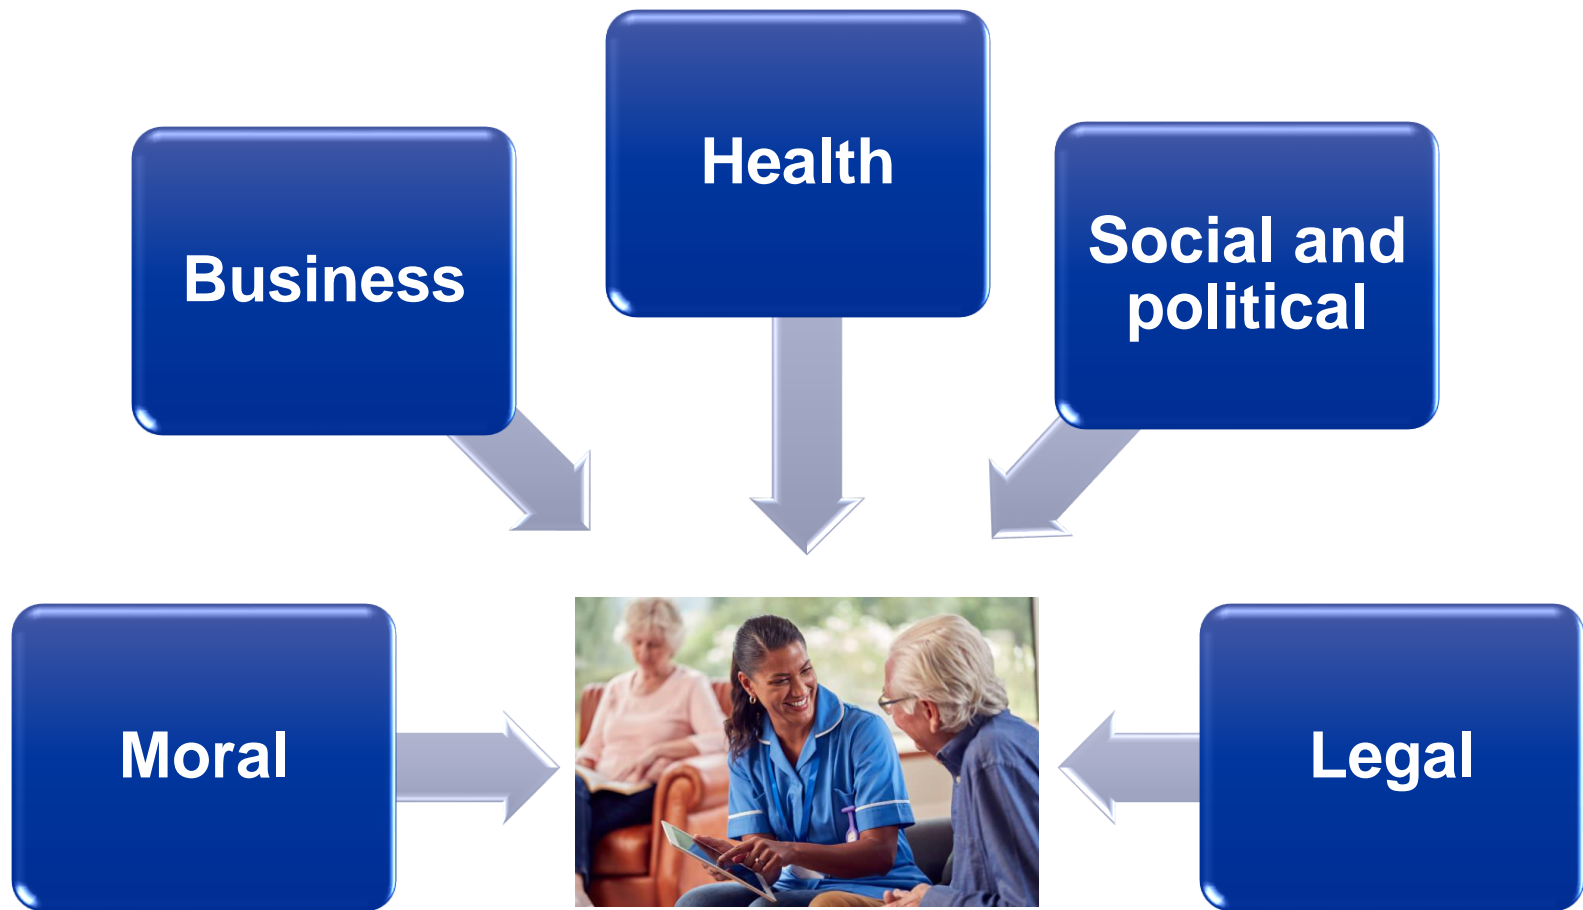 Health
Business
Social and
political
Moral
Legal